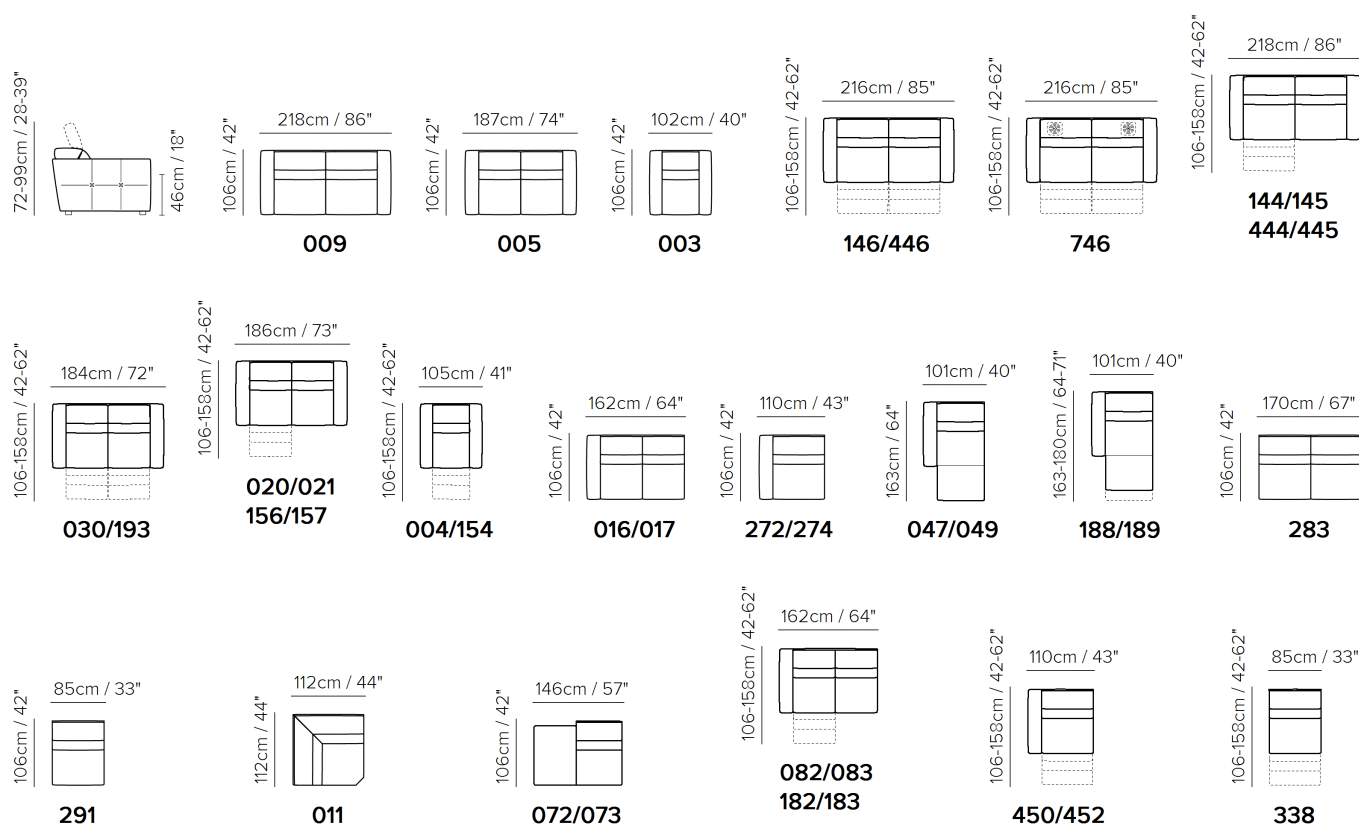 72-99cm / 28-39"
46cm / 18"
106cm / 42"
218cm / 86"
009
106cm / 42"
187cm / 74"
005
106cm / 42"
102cm / 40"
003
106-158cm / 42-62"
216cm / 85"
146/446
106-158cm / 42-62"
216cm / 85"
746
106-158cm / 42-62"
218cm / 86"
144/145
444/445
106-158cm / 42-62"
184cm / 72"
030/193
106-158cm / 42-62"
186cm / 73"
020/021
156/157
106-158cm / 42-62"
105cm / 41"
004/154
106cm / 42"
162cm / 64"
016/017
106cm / 42"
110cm / 43"
272/274
163cm / 64"
101cm / 40"
047/049
163-180cm / 64-71"
101cm / 40"
188/189
106cm / 42"
170cm / 67"
283
106cm / 42"
85cm / 33"
291
112cm / 44"
112cm / 44"
011
106cm / 42"
146cm / 57"
072/073
106-158cm / 42-62"
162cm / 64"
082/083
182/183
106-158cm / 42-62"
110cm / 43"
450/452
106-158cm / 42-62"
85cm / 33"
338